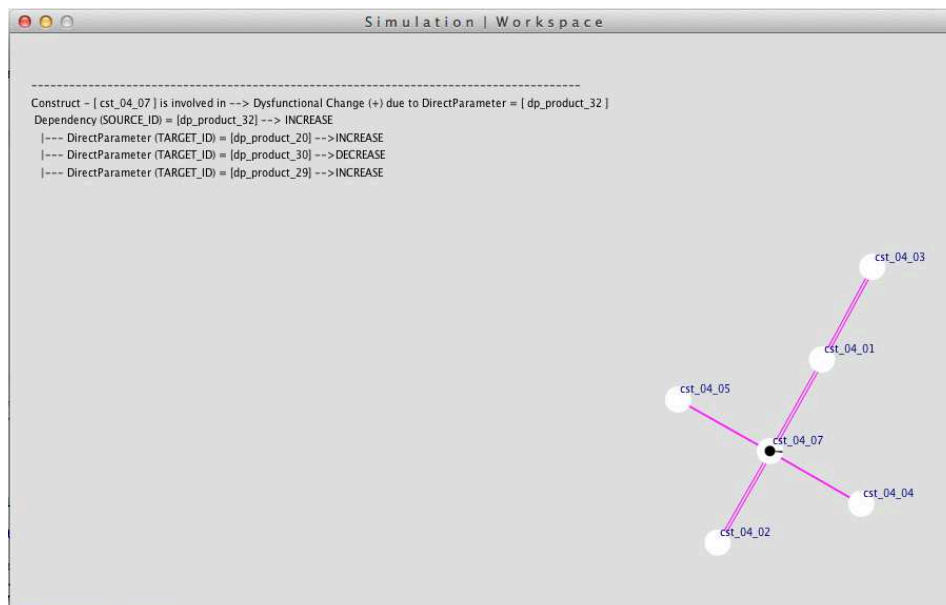 Simulation | Workspace
---------------------------------------------------------------------------------------
Construct - [ cst_04_07 ] is involved in --> Dysfunctional Change (+) due to DirectParameter = [ dp_product_32 ]
Dependency (SOURCE_ID) = [dp_product_32] --> INCREASE
|--- DirectParameter (TARGET_ID) = [dp_product_20] -->INCREASE
|--- DirectParameter (TARGET_ID) = [dp_product_30] -->DECREASE
|--- DirectParameter (TARGET_ID) = [dp_product_29] -->INCREASE
cst_04_03
cst_04_01
cst_04_05
cst_04_07
cst_04_04
cst_04_02